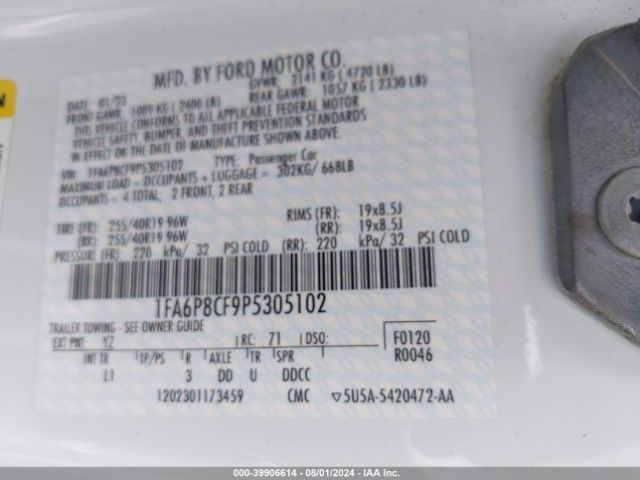 MFD. BY FORD MOTOR CO.
DATE 01/23 GVWR: 2141 KG ( 4720 LB)
FRONT GAWR: 1089 KG ( 2400 LB) REAR GAWR: 1057 KG ( 2330 LB)
THIS VEHICLE CONFORMS TO ALL APPLICABLE FEDERAL MOTOR
VEHICLE SAFETY, BUMPER, AND THEFT PREVENTION STANDARDS
IN EFFECT ON THE DATE OF MANUFACTURE SHOWN ABOVE.
VIN: 1FA6P8CF9P5305102 TYPE: Passenger Car
MAXIMUM LOAD = OCCUPANTS + LUGGAGE = 302KG/ 668LB
OCCUPANTS = 4 TOTAL, 2 FRONT, 2 REAR
TIRE (FR): 255/40R19 96W RIMS (FR): 19x8.5J
(RR): 255/40R19 96W (RR): 19x8.5J
PRESSURE (FR): 220 kPa/ 32 PSI COLD (RR): 220 kPa/ 32 PSI COLD
1FA6P8CF9P5305102
TRAILER TOWING - SEE OWNER GUIDE
EXT PNT: YZ RC: 71 DSO: F0120
INT TR TP/PS R AXLE TR SPR R0046
L1 3 DD U DDCC
1202301173459 CMC ▽5U5A-5420472-AA
000-39906614 - 08/01/2024 - IAA Inc.